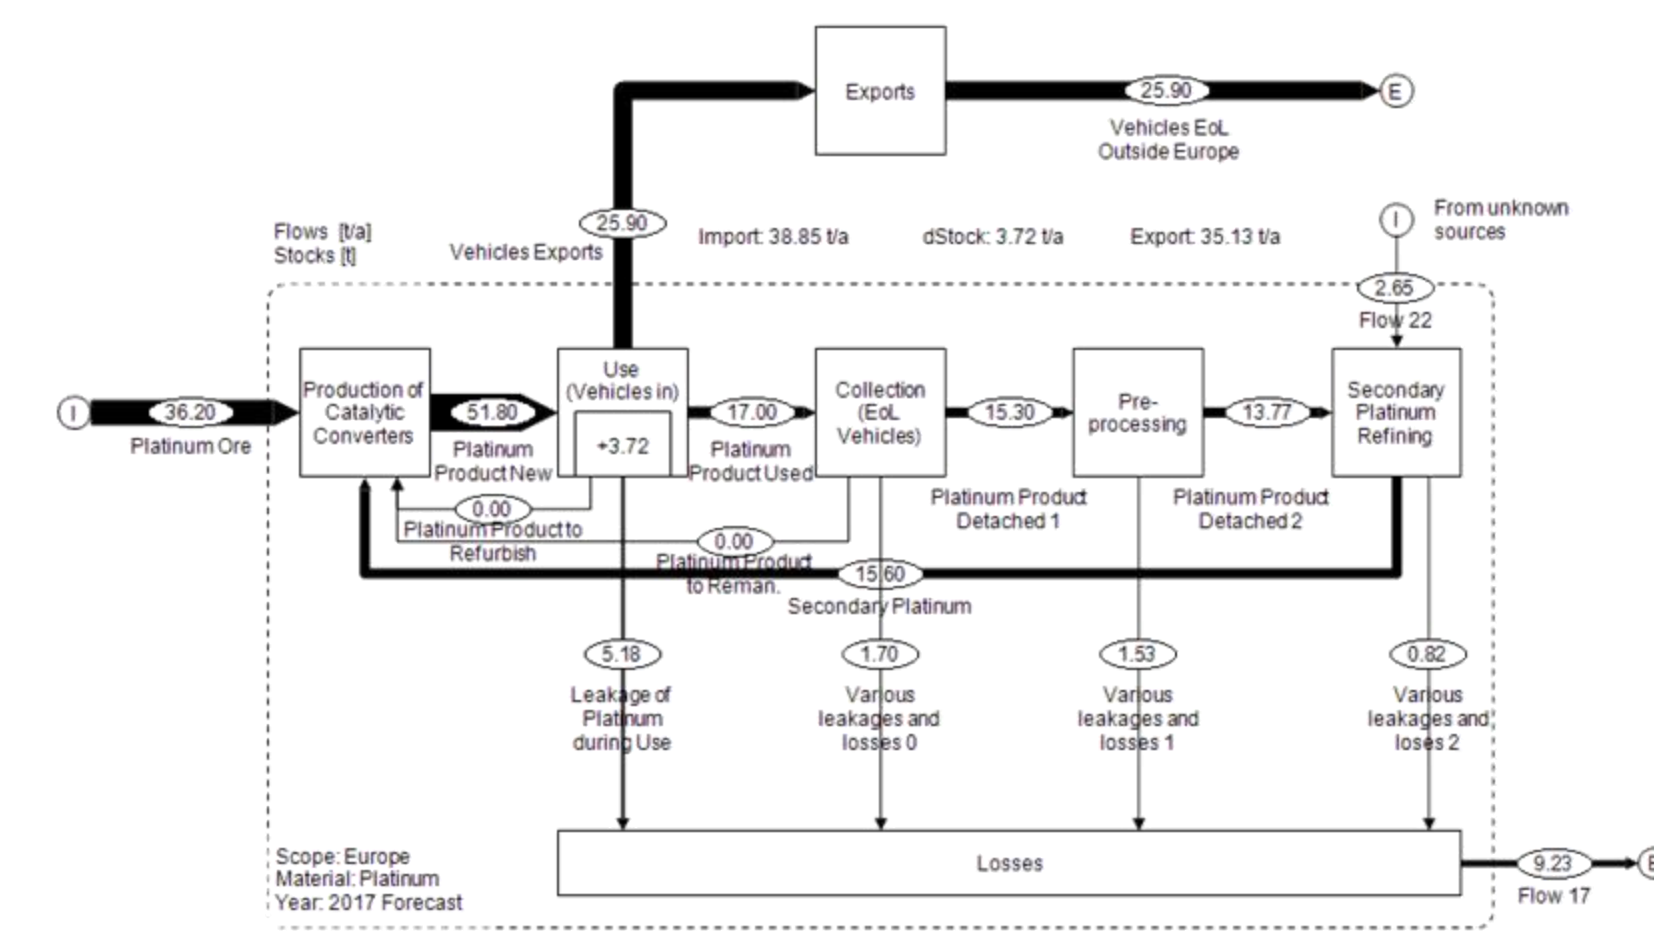 Exports
25.90
E
Vehicles EoL
Outside Europe
I
From unknown
sources
Flows [t/a]
Stocks [t]
25.90
Vehicles Exports
Import: 38.85 t/a
dStock: 3.72 t/a
Export: 35.13 t/a
2.65
Flow 22
I
36.20
Platinum Ore
Production of
Catalytic
Converters
51.80
Platinum
Product New
Use
(Vehicles in)
+3.72
17.00
Platinum
Product Used
Collection
(EoL
Vehicles)
15.30
Platinum Product
Detached 1
Pre-
processing
13.77
Platinum Product
Detached 2
Secondary
Platinum
Refining
0.00
Platinum Product to
Refurbish
0.00
Platinum Product
to Reman.
15.60
Secondary Platinum
5.18
Leakage of
Platinum
during Use
1.70
Various
leakages and
losses 0
1.53
Various
leakages and
losses 1
0.82
Various
leakages and
loses 2
Losses
9.23
E
Flow 17
Scope: Europe
Material: Platinum
Year: 2017 Forecast